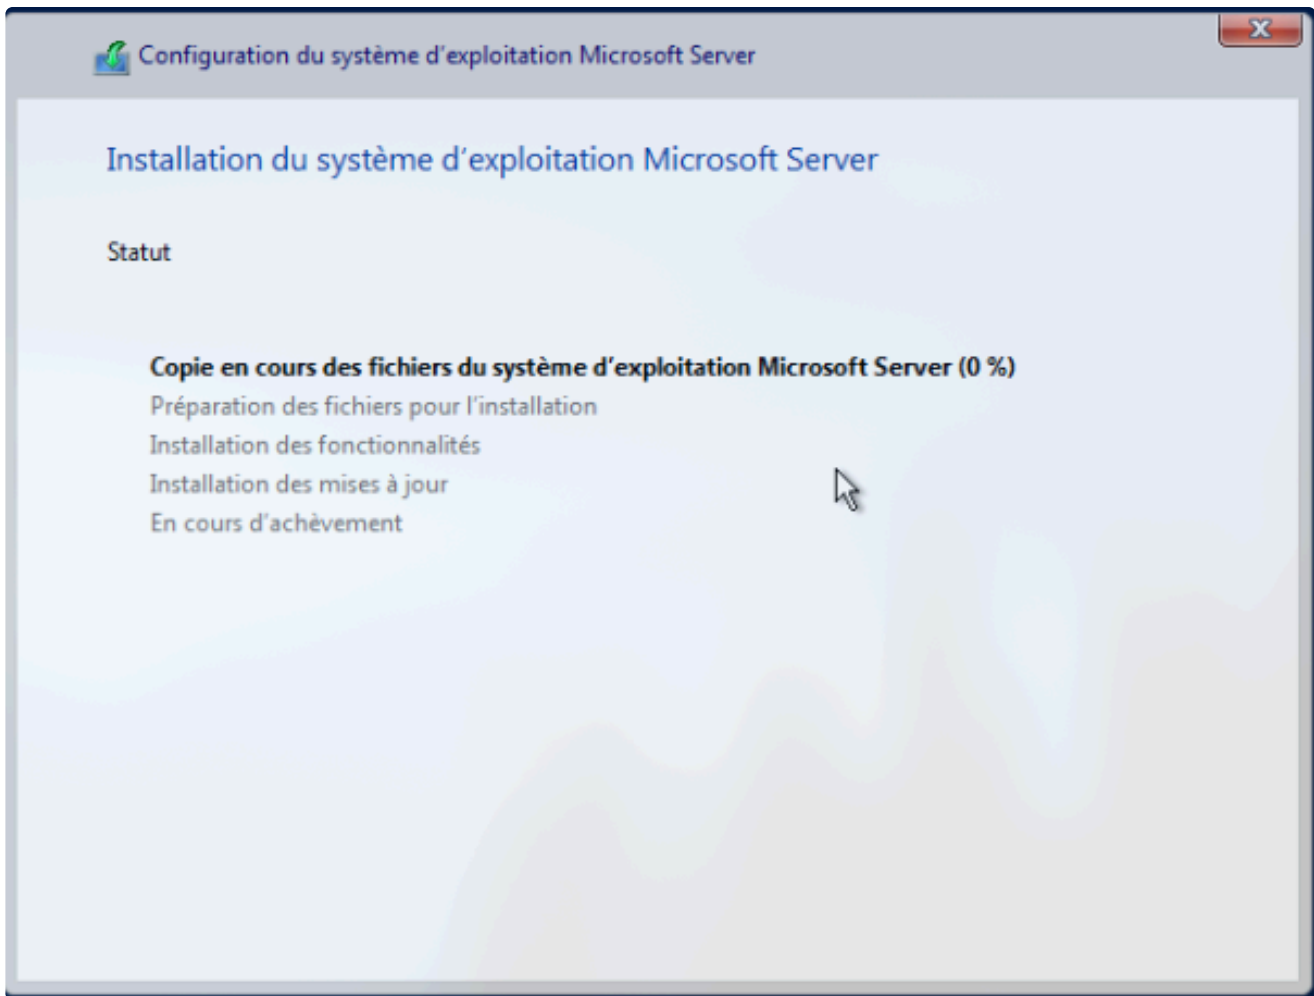 Configuration du système d'exploitation Microsoft Server
Installation du système d'exploitation Microsoft Server
Statut
Copie en cours des fichiers du système d'exploitation Microsoft Server (0 %)
Préparation des fichiers pour l'installation
Installation des fonctionnalités
Installation des mises à jour
En cours d'achèvement